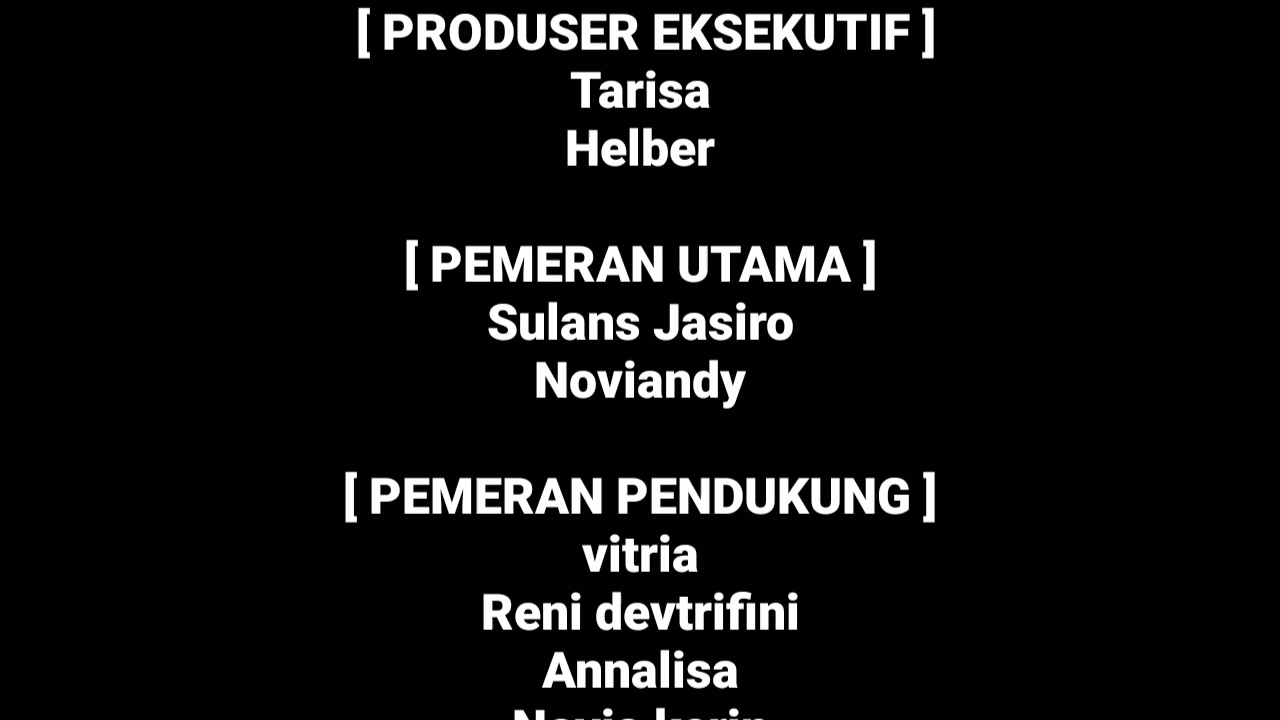 [ PRODUSER EKSEKUTIF ]
Tarisa
Helber
[ PEMERAN UTAMA ]
Sulans Jasiro
Noviandy
[ PEMERAN PENDUKUNG ]
vitria
Reni devtrifini
Annalisa